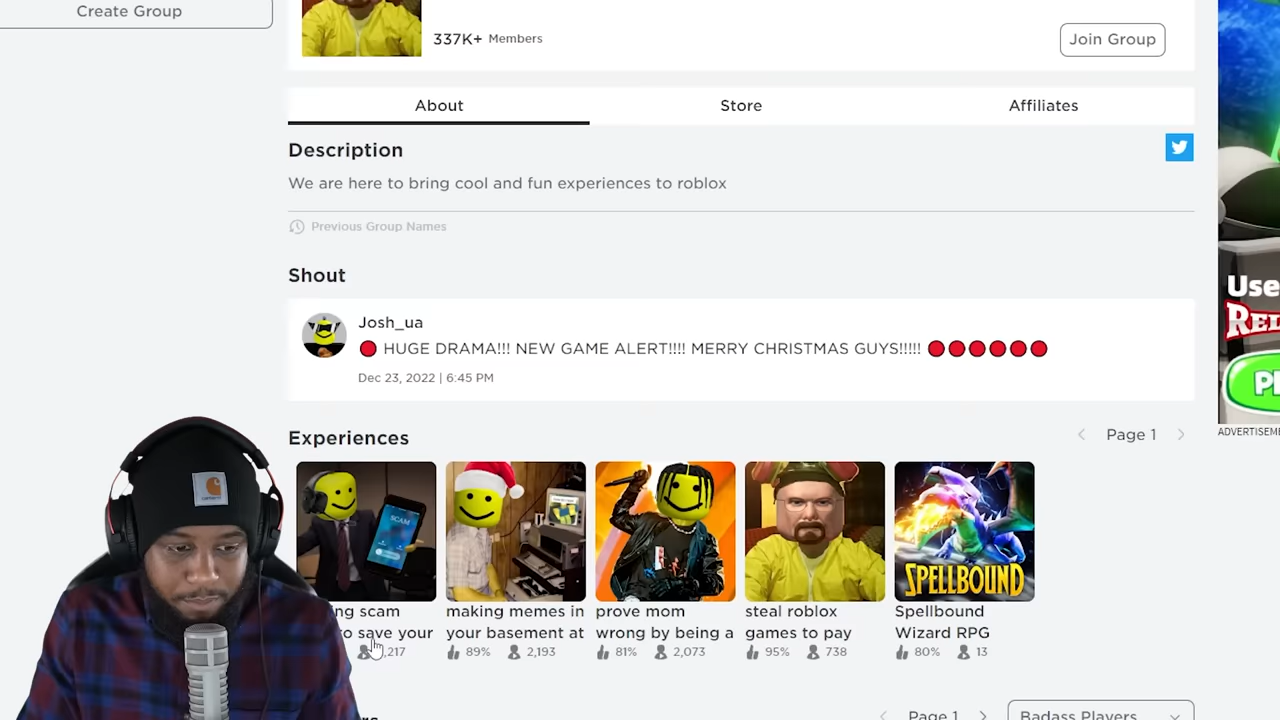 Create Group
337K+ Members
Join Group
About
Store
Affiliates
Description
We are here to bring cool and fun experiences to roblox
Previous Group Names
Shout
Josh_ua
HUGE DRAMA!!! NEW GAME ALERT!!!! MERRY CHRISTMAS GUYS!!!!!
Dec 23, 2022 | 6:45 PM
Use
REL
ADVERTISEME
Experiences
Page 1
SCAM
SPELLBOUND
ng scam
o save your
,217
making memes in
your basement at
89% 2,193
prove mom
wrong by being a
81% 2,073
steal roblox
games to pay
95% 738
Spellbound
Wizard RPG
80% 13
Page 1
Badass Players